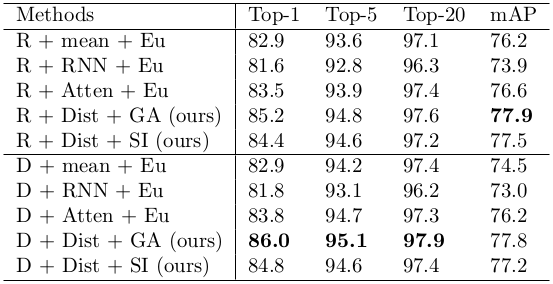 Methods Top-1 Top-5 Top-20 mAP
R + mean + Eu 82.9 93.6 97.1 76.2
R + RNN + Eu 81.6 92.8 96.3 73.9
R + Atten + Eu 83.5 93.9 97.4 76.6
R + Dist + GA (ours) 85.2 94.8 97.6 77.9
R + Dist + SI (ours) 84.4 94.6 97.2 77.5
D + mean + Eu 82.9 94.2 97.4 74.5
D + RNN + Eu 81.8 93.1 96.2 73.0
D + Atten + Eu 83.8 94.7 97.3 76.2
D + Dist + GA (ours) 86.0 95.1 97.9 77.8
D + Dist + SI (ours) 84.8 94.6 97.4 77.2